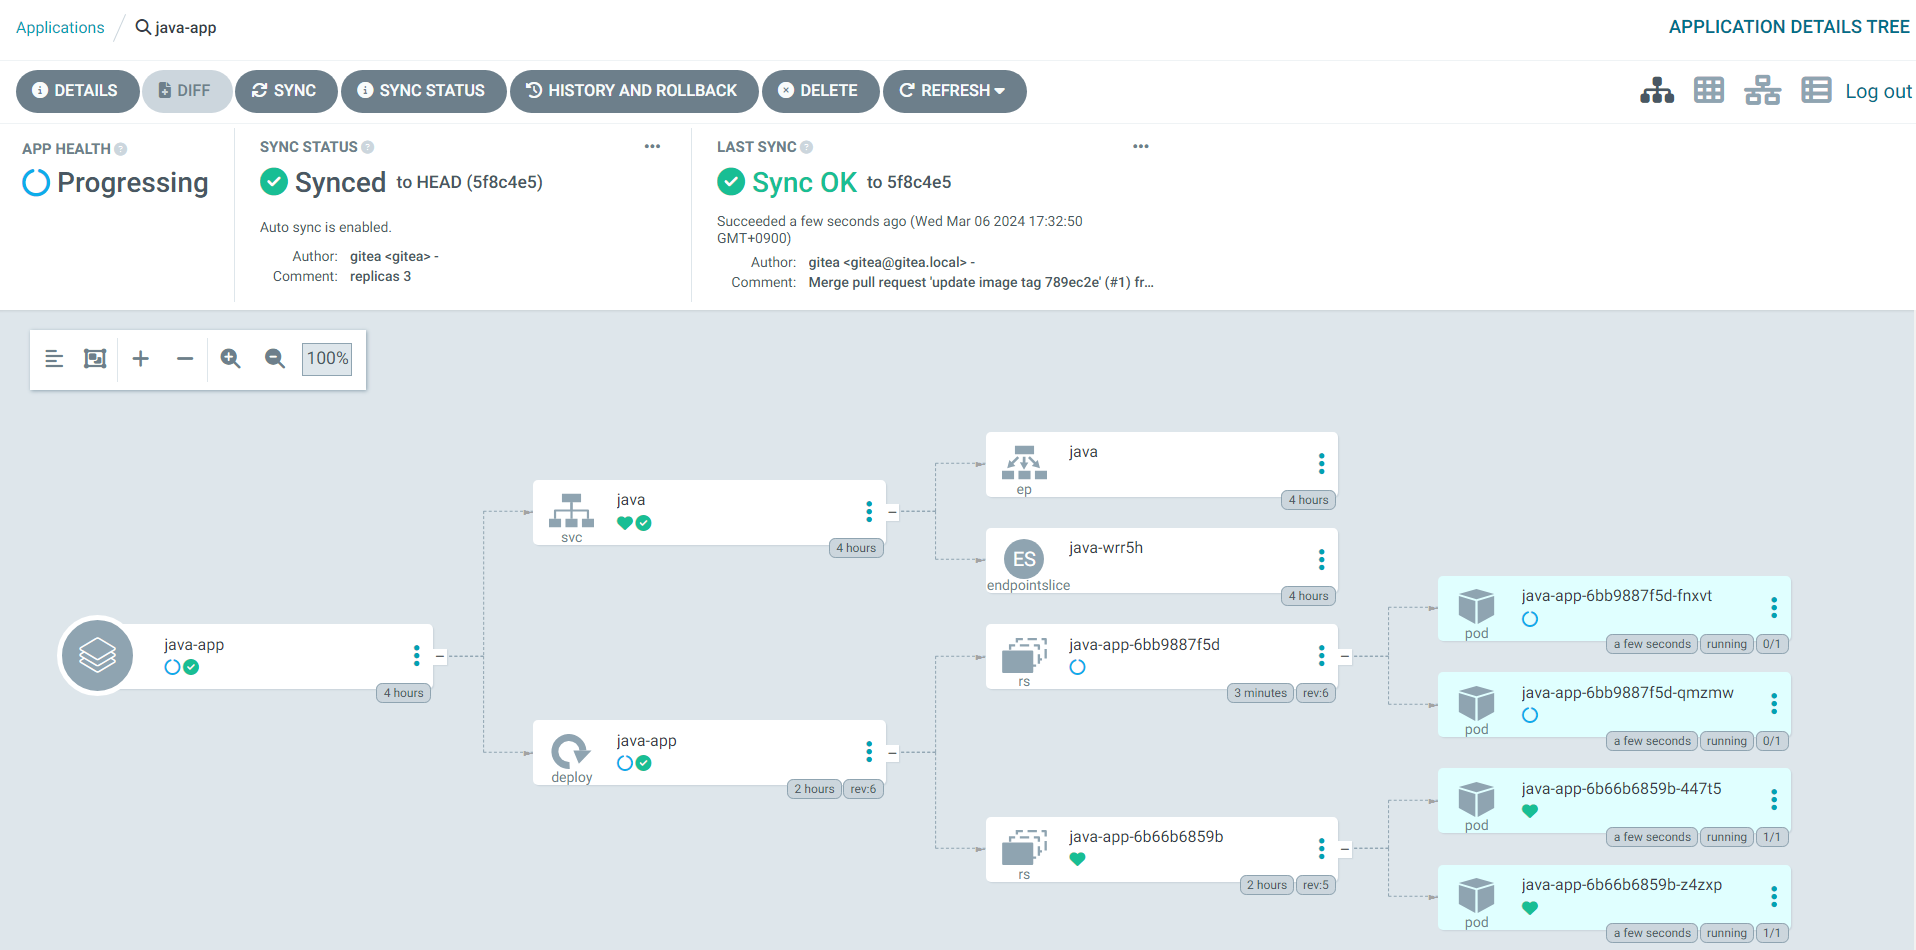 Applications / java-app
APPLICATION DETAILS TREE
DETAILS
DIFF
SYNC
SYNC STATUS
HISTORY AND ROLLBACK
DELETE
REFRESH
Log out
APP HEALTH
Progressing
SYNC STATUS
Synced to HEAD (5f8c4e5)
Auto sync is enabled.
Author: gitea <gitea> -
Comment: replicas 3
LAST SYNC
Sync OK to 5f8c4e5
Succeeded a few seconds ago (Wed Mar 06 2024 17:32:50
GMT+0900)
Author: gitea <gitea@gitea.local> -
Comment: Merge pull request 'update image tag 789ec2e' (#1) fr...
100%
java-app
4 hours
java
svc
4 hours
java-app
deploy
2 hours rev:6
java
ep
4 hours
ES
java-wrr5h
endpointslice
4 hours
java-app-6bb9887f5d
rs
3 minutes rev:6
java-app-6b66b6859b
rs
2 hours rev:5
java-app-6bb9887f5d-fnxvt
pod
a few seconds running 0/1
java-app-6bb9887f5d-qmzmw
pod
a few seconds running 0/1
java-app-6b66b6859b-447t5
pod
a few seconds running 1/1
java-app-6b66b6859b-z4zxp
pod
a few seconds running 1/1